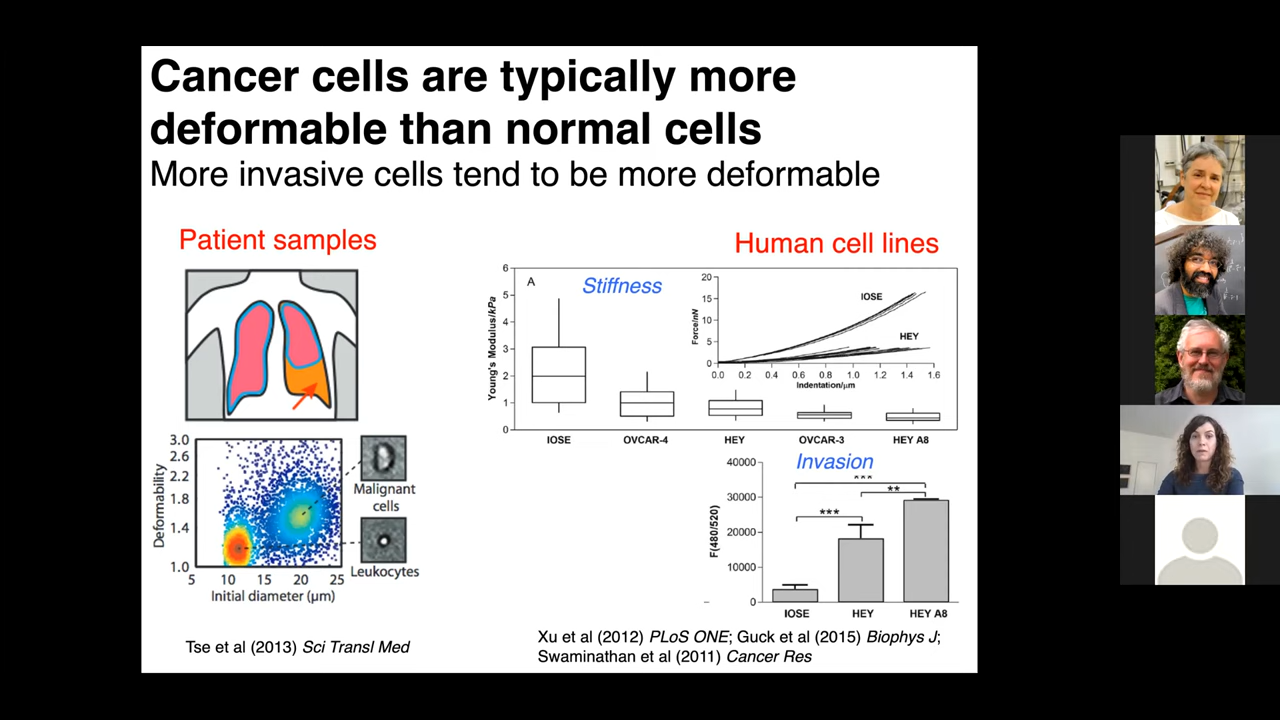 Cancer cells are typically more
deformable than normal cells
More invasive cells tend to be more deformable
Patient samples
Deformability
3.0
2.6
2.2
1.8
1.4
1.0
5 10 15 20 25
Initial diameter (µm)
Malignant
cells
Leukocytes
Tse et al (2013) Sci Transl Med
Human cell lines
A
Stiffness
Young's Modulus/kPa
6
5
4
3
2
1
0
IOSE OVCAR-4 HEY OVCAR-3 HEY A8
Force/nN
20
15
10
5
0
IOSE
HEY
0.0 0.2 0.4 0.6 0.8 1.0 1.2 1.4 1.6
Indentation/µm
Invasion
F(480/520)
40000
30000
20000
10000
0
***
**
***
IOSE HEY HEY A8
Xu et al (2012) PLoS ONE; Guck et al (2015) Biophys J;
Swaminathan et al (2011) Cancer Res